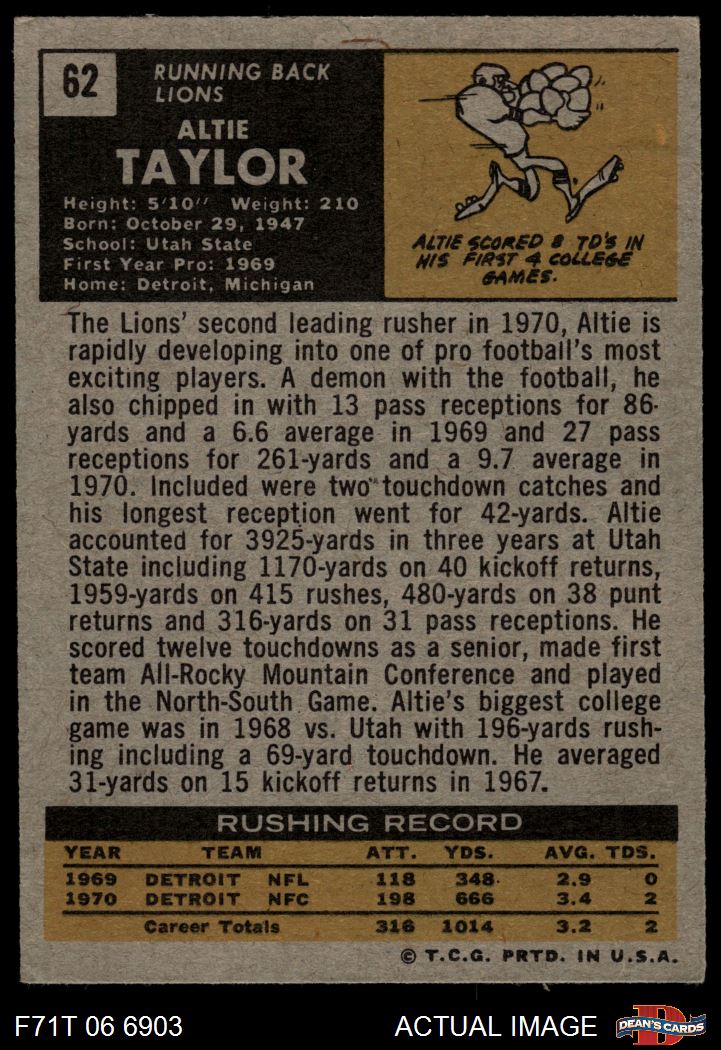 62
RUNNING BACK
LIONS
ALTIE
TAYLOR
Height: 5'10" Weight: 210
Born: October 29, 1947
School: Utah State
First Year Pro: 1969
Home: Detroit, Michigan
ALTIE SCORED 8 TD'S IN
HIS FIRST 4 COLLEGE
GAMES.
The Lions' second leading rusher in 1970, Altie is
rapidly developing into one of pro football's most
exciting players. A demon with the football, he
also chipped in with 13 pass receptions for 86-
yards and a 6.6 average in 1969 and 27 pass
receptions for 261-yards and a 9.7 average in
1970. Included were two touchdown catches and
his longest reception went for 42-yards. Altie
accounted for 3925-yards in three years at Utah
State including 1170-yards on 40 kickoff returns,
1959-yards on 415 rushes, 480-yards on 38 punt
returns and 316-yards on 31 pass receptions. He
scored twelve touchdowns as a senior, made first
team All-Rocky Mountain Conference and played
in the North-South Game. Altie's biggest college
game was in 1968 vs. Utah with 196-yards rush-
ing including a 69-yard touchdown. He averaged
31-yards on 15 kickoff returns in 1967.
RUSHING RECORD
YEAR TEAM ATT. YDS. AVG. TDS.
1969 DETROIT NFL 118 348 2.9 0
1970 DETROIT NFC 198 666 3.4 2
Career Totals 316 1014 3.2 2
© T.C.G. PRTD. IN U.S.A.
F71T 06 6903 ACTUAL IMAGE
D
DEAN'S CARDS